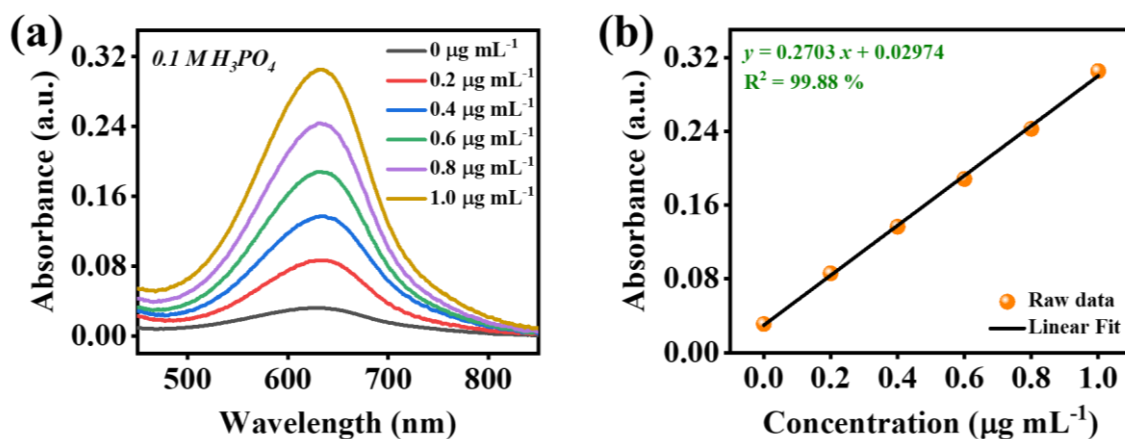 (a)
0.1 M H₃PO₄
0 μg mL⁻¹
0.2 μg mL⁻¹
0.4 μg mL⁻¹
0.6 μg mL⁻¹
0.8 μg mL⁻¹
1.0 μg mL⁻¹
0.32
0.24
0.16
0.08
0.00
Absorbance (a.u.)
500 600 700 800
Wavelength (nm)
(b)
y = 0.2703 x + 0.02974
R² = 99.88 %
0.32
0.24
0.16
0.08
0.00
Absorbance (a.u.)
Raw data
Linear Fit
0.0 0.2 0.4 0.6 0.8 1.0
Concentration (μg mL⁻¹)